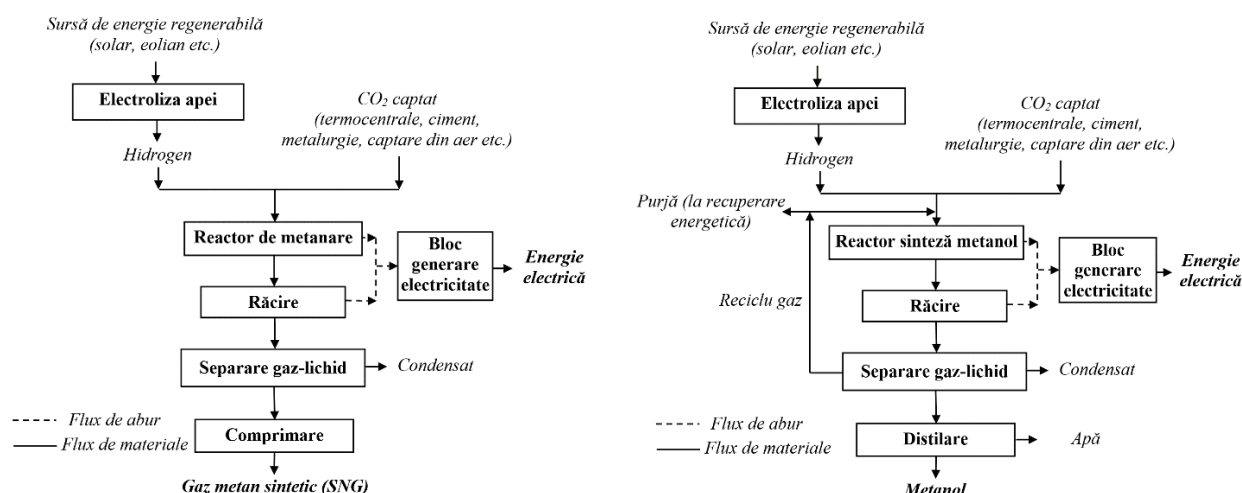 Sursă de energie regenerabilă
(solar, eolian etc.)
Electroliza apei
CO₂ captat
(termocentrale, ciment,
metalurgie, captare din aer etc.)
Hidrogen
Reactor de metanare
Bloc
generare
electricitate
Energie
electrică
Răcire
Separare gaz-lichid
Condensat
Flux de abur
Flux de materiale
Comprimare
Gaz metan sintetic (SNG)
Sursă de energie regenerabilă
(solar, eolian etc.)
Electroliza apei
CO₂ captat
(termocentrale, ciment,
metalurgie, captare din aer etc.)
Hidrogen
Purjă (la recuperare
energetică)
Reactor sinteză metanol
Bloc
generare
electricitate
Energie
electrică
Reciclu gaz
Răcire
Separare gaz-lichid
Condensat
Flux de abur
Flux de materiale
Distilare
Apă
Metanol